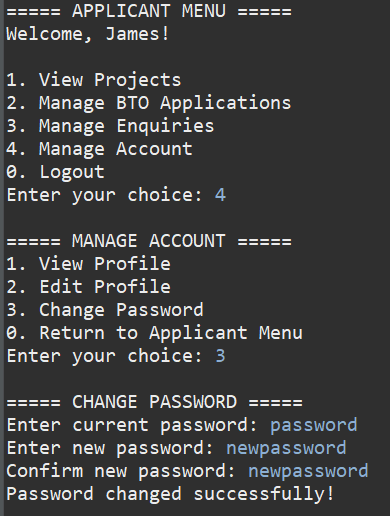 ===== APPLICANT MENU =====
Welcome, James!
1. View Projects
2. Manage BTO Applications
3. Manage Enquiries
4. Manage Account
0. Logout
Enter your choice: 4
===== MANAGE ACCOUNT =====
1. View Profile
2. Edit Profile
3. Change Password
0. Return to Applicant Menu
Enter your choice: 3
===== CHANGE PASSWORD =====
Enter current password: password
Enter new password: newpassword
Confirm new password: newpassword
Password changed successfully!